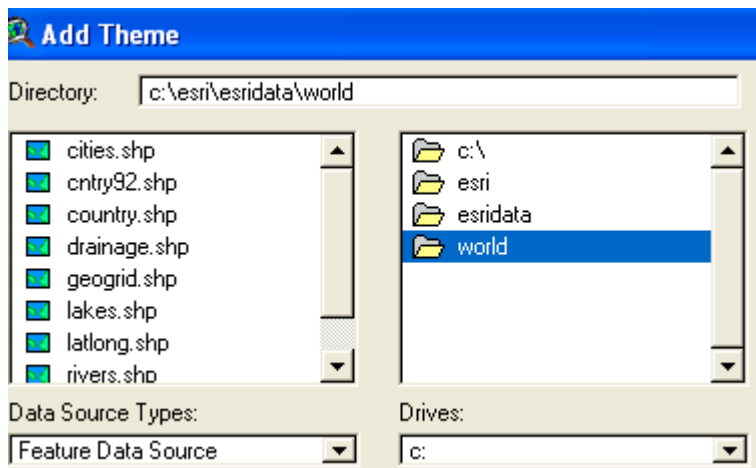 Add Theme
Directory: c:\esri\esridata\world
cities.shp
cntry92.shp
country.shp
drainage.shp
geogrid.shp
lakes.shp
latlong.shp
rivers.shp
c:\
esri
esridata
world
Data Source Types:
Feature Data Source
Drives:
c: